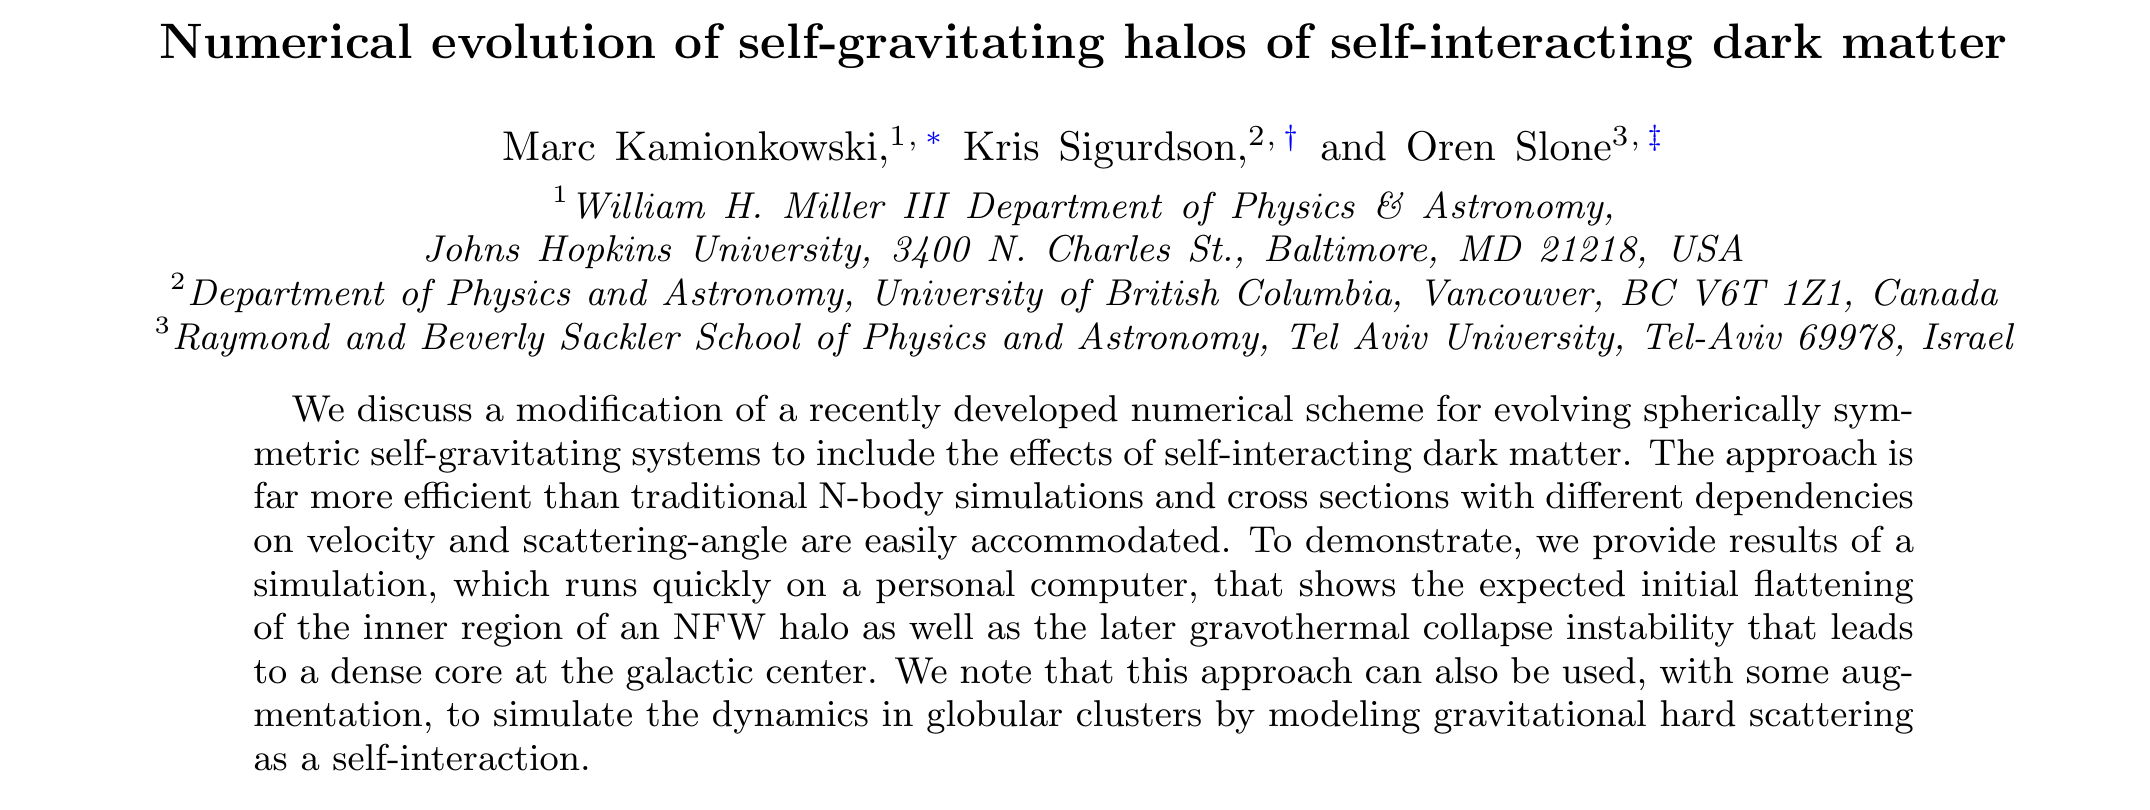 Numerical evolution of self-gravitating halos of self-interacting dark matter
Marc Kamionkowski,1, * Kris Sigurdson,2, † and Oren Slone3, ‡
1 William H. Miller III Department of Physics & Astronomy,
Johns Hopkins University, 3400 N. Charles St., Baltimore, MD 21218, USA
2 Department of Physics and Astronomy, University of British Columbia, Vancouver, BC V6T 1Z1, Canada
3 Raymond and Beverly Sackler School of Physics and Astronomy, Tel Aviv University, Tel-Aviv 69978, Israel
We discuss a modification of a recently developed numerical scheme for evolving spherically sym-
metric self-gravitating systems to include the effects of self-interacting dark matter. The approach is
far more efficient than traditional N-body simulations and cross sections with different dependencies
on velocity and scattering-angle are easily accommodated. To demonstrate, we provide results of a
simulation, which runs quickly on a personal computer, that shows the expected initial flattening
of the inner region of an NFW halo as well as the later gravothermal collapse instability that leads
to a dense core at the galactic center. We note that this approach can also be used, with some aug-
mentation, to simulate the dynamics in globular clusters by modeling gravitational hard scattering
as a self-interaction.